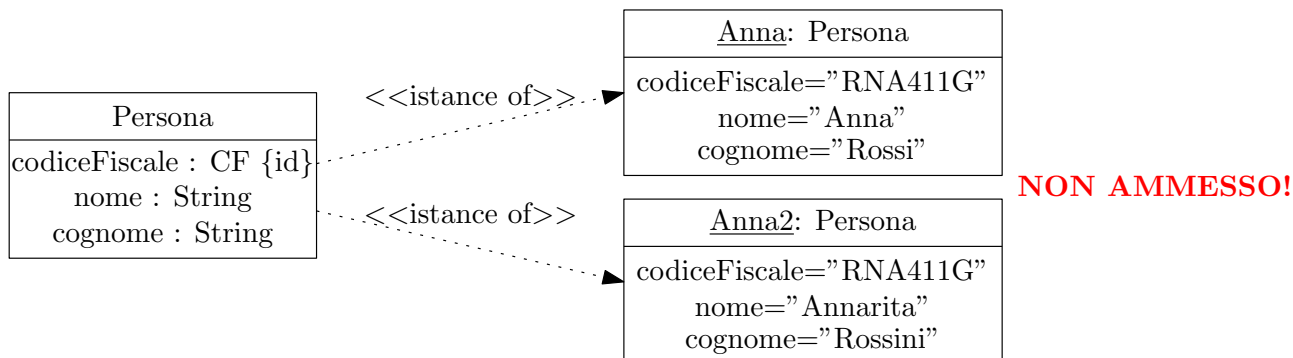 Persona
codiceFiscale : CF {id}
nome : String
cognome : String
<<istance of>>
<<istance of>>
Anna: Persona
codiceFiscale=”RNA411G”
nome=”Anna”
cognome=”Rossi”
Anna2: Persona
codiceFiscale=”RNA411G”
nome=”Annarita”
cognome=”Rossini”
NON AMMESSO!